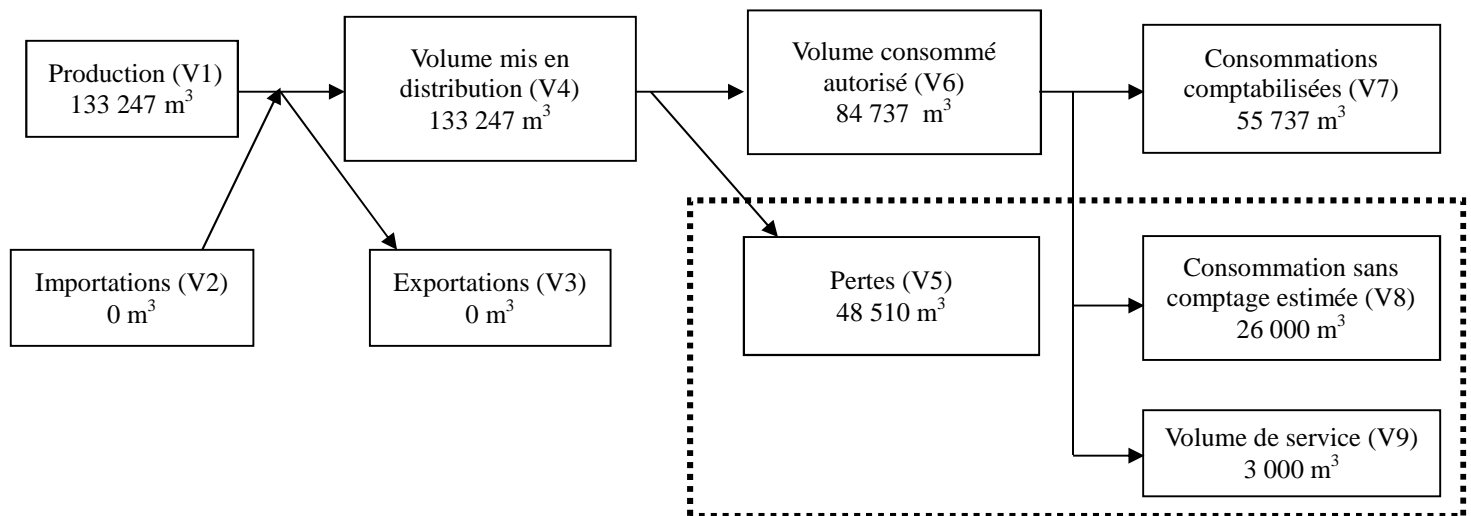 Production (V1)
133 247 m³
Volume mis en
distribution (V4)
133 247 m³
Volume consommé
autorisé (V6)
84 737 m³
Consommations
comptabilisées (V7)
55 737 m³
Importations (V2)
0 m³
Exportations (V3)
0 m³
Pertes (V5)
48 510 m³
Consommation sans
comptage estimée (V8)
26 000 m³
Volume de service (V9)
3 000 m³